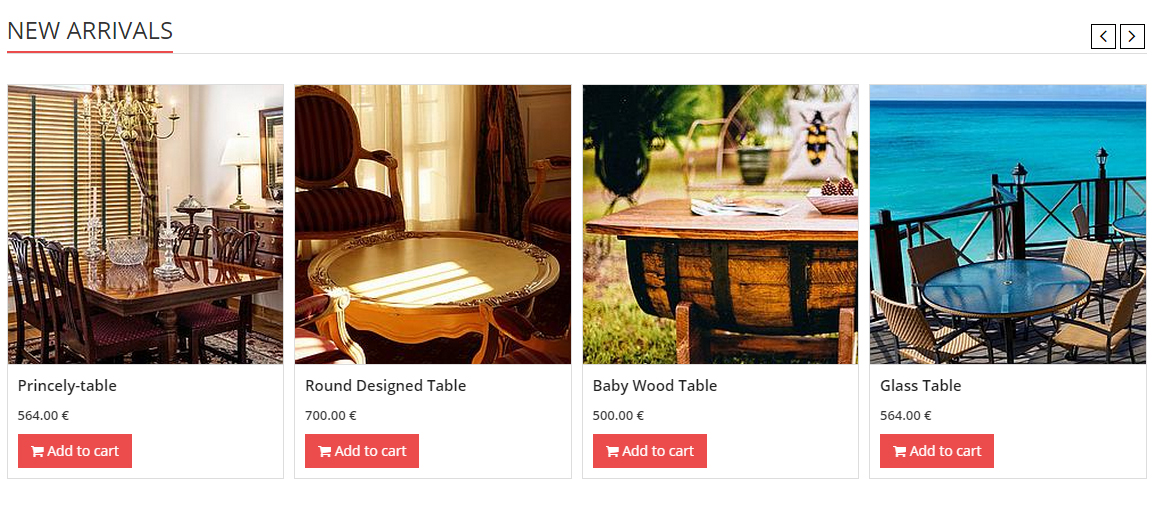 NEW ARRIVALS
Princely-table
564.00 €
Add to cart
Round Designed Table
700.00 €
Add to cart
Baby Wood Table
500.00 €
Add to cart
Glass Table
564.00 €
Add to cart